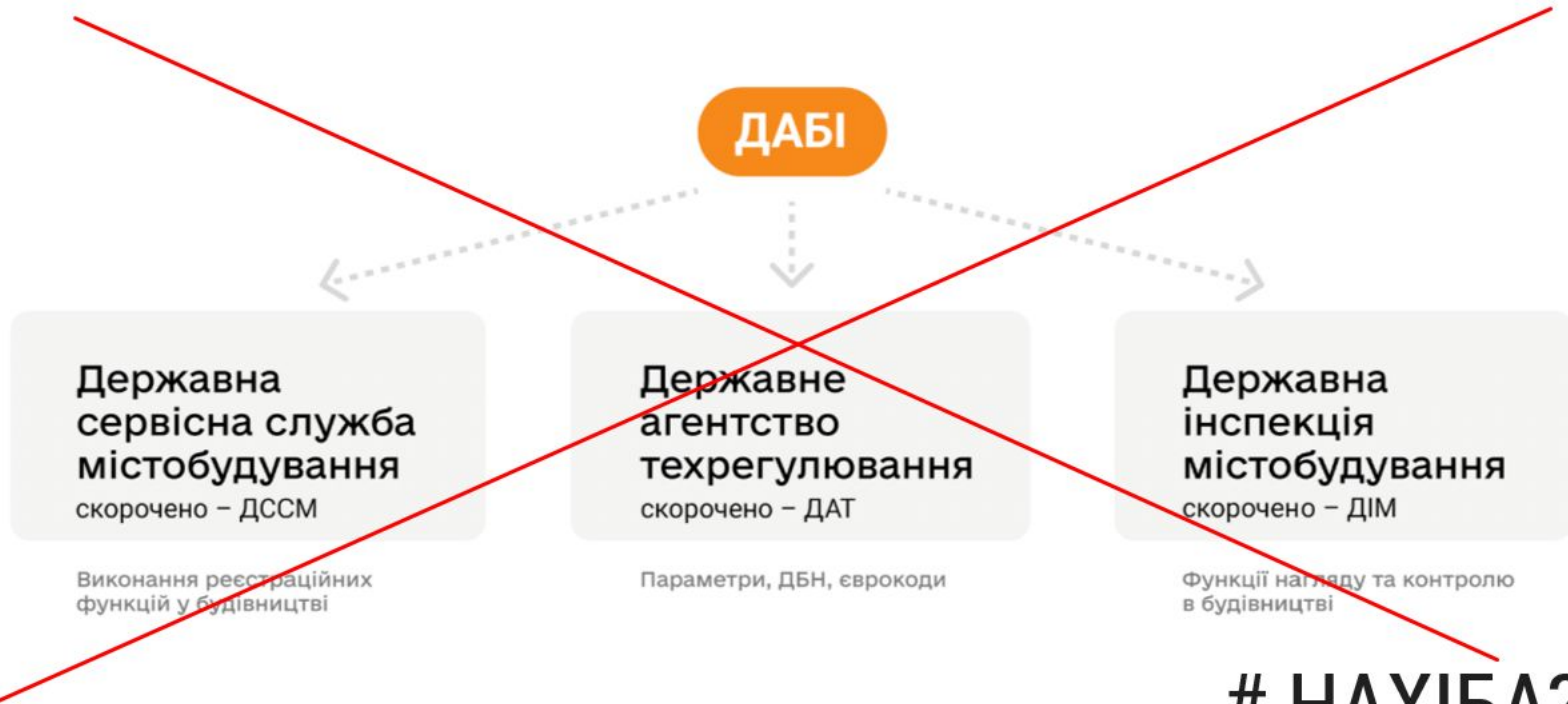 ДАБІ
Державна
сервісна служба
містобудування
скорочено – ДССМ
Виконання реєстраційних
функцій у будівництві
Державне
агентство
техрегулювання
скорочено – ДАТ
Параметри, ДБН, єврокоди
Державна
інспекція
містобудування
скорочено – ДІМ
Функції нагляду та контролю
в будівництві